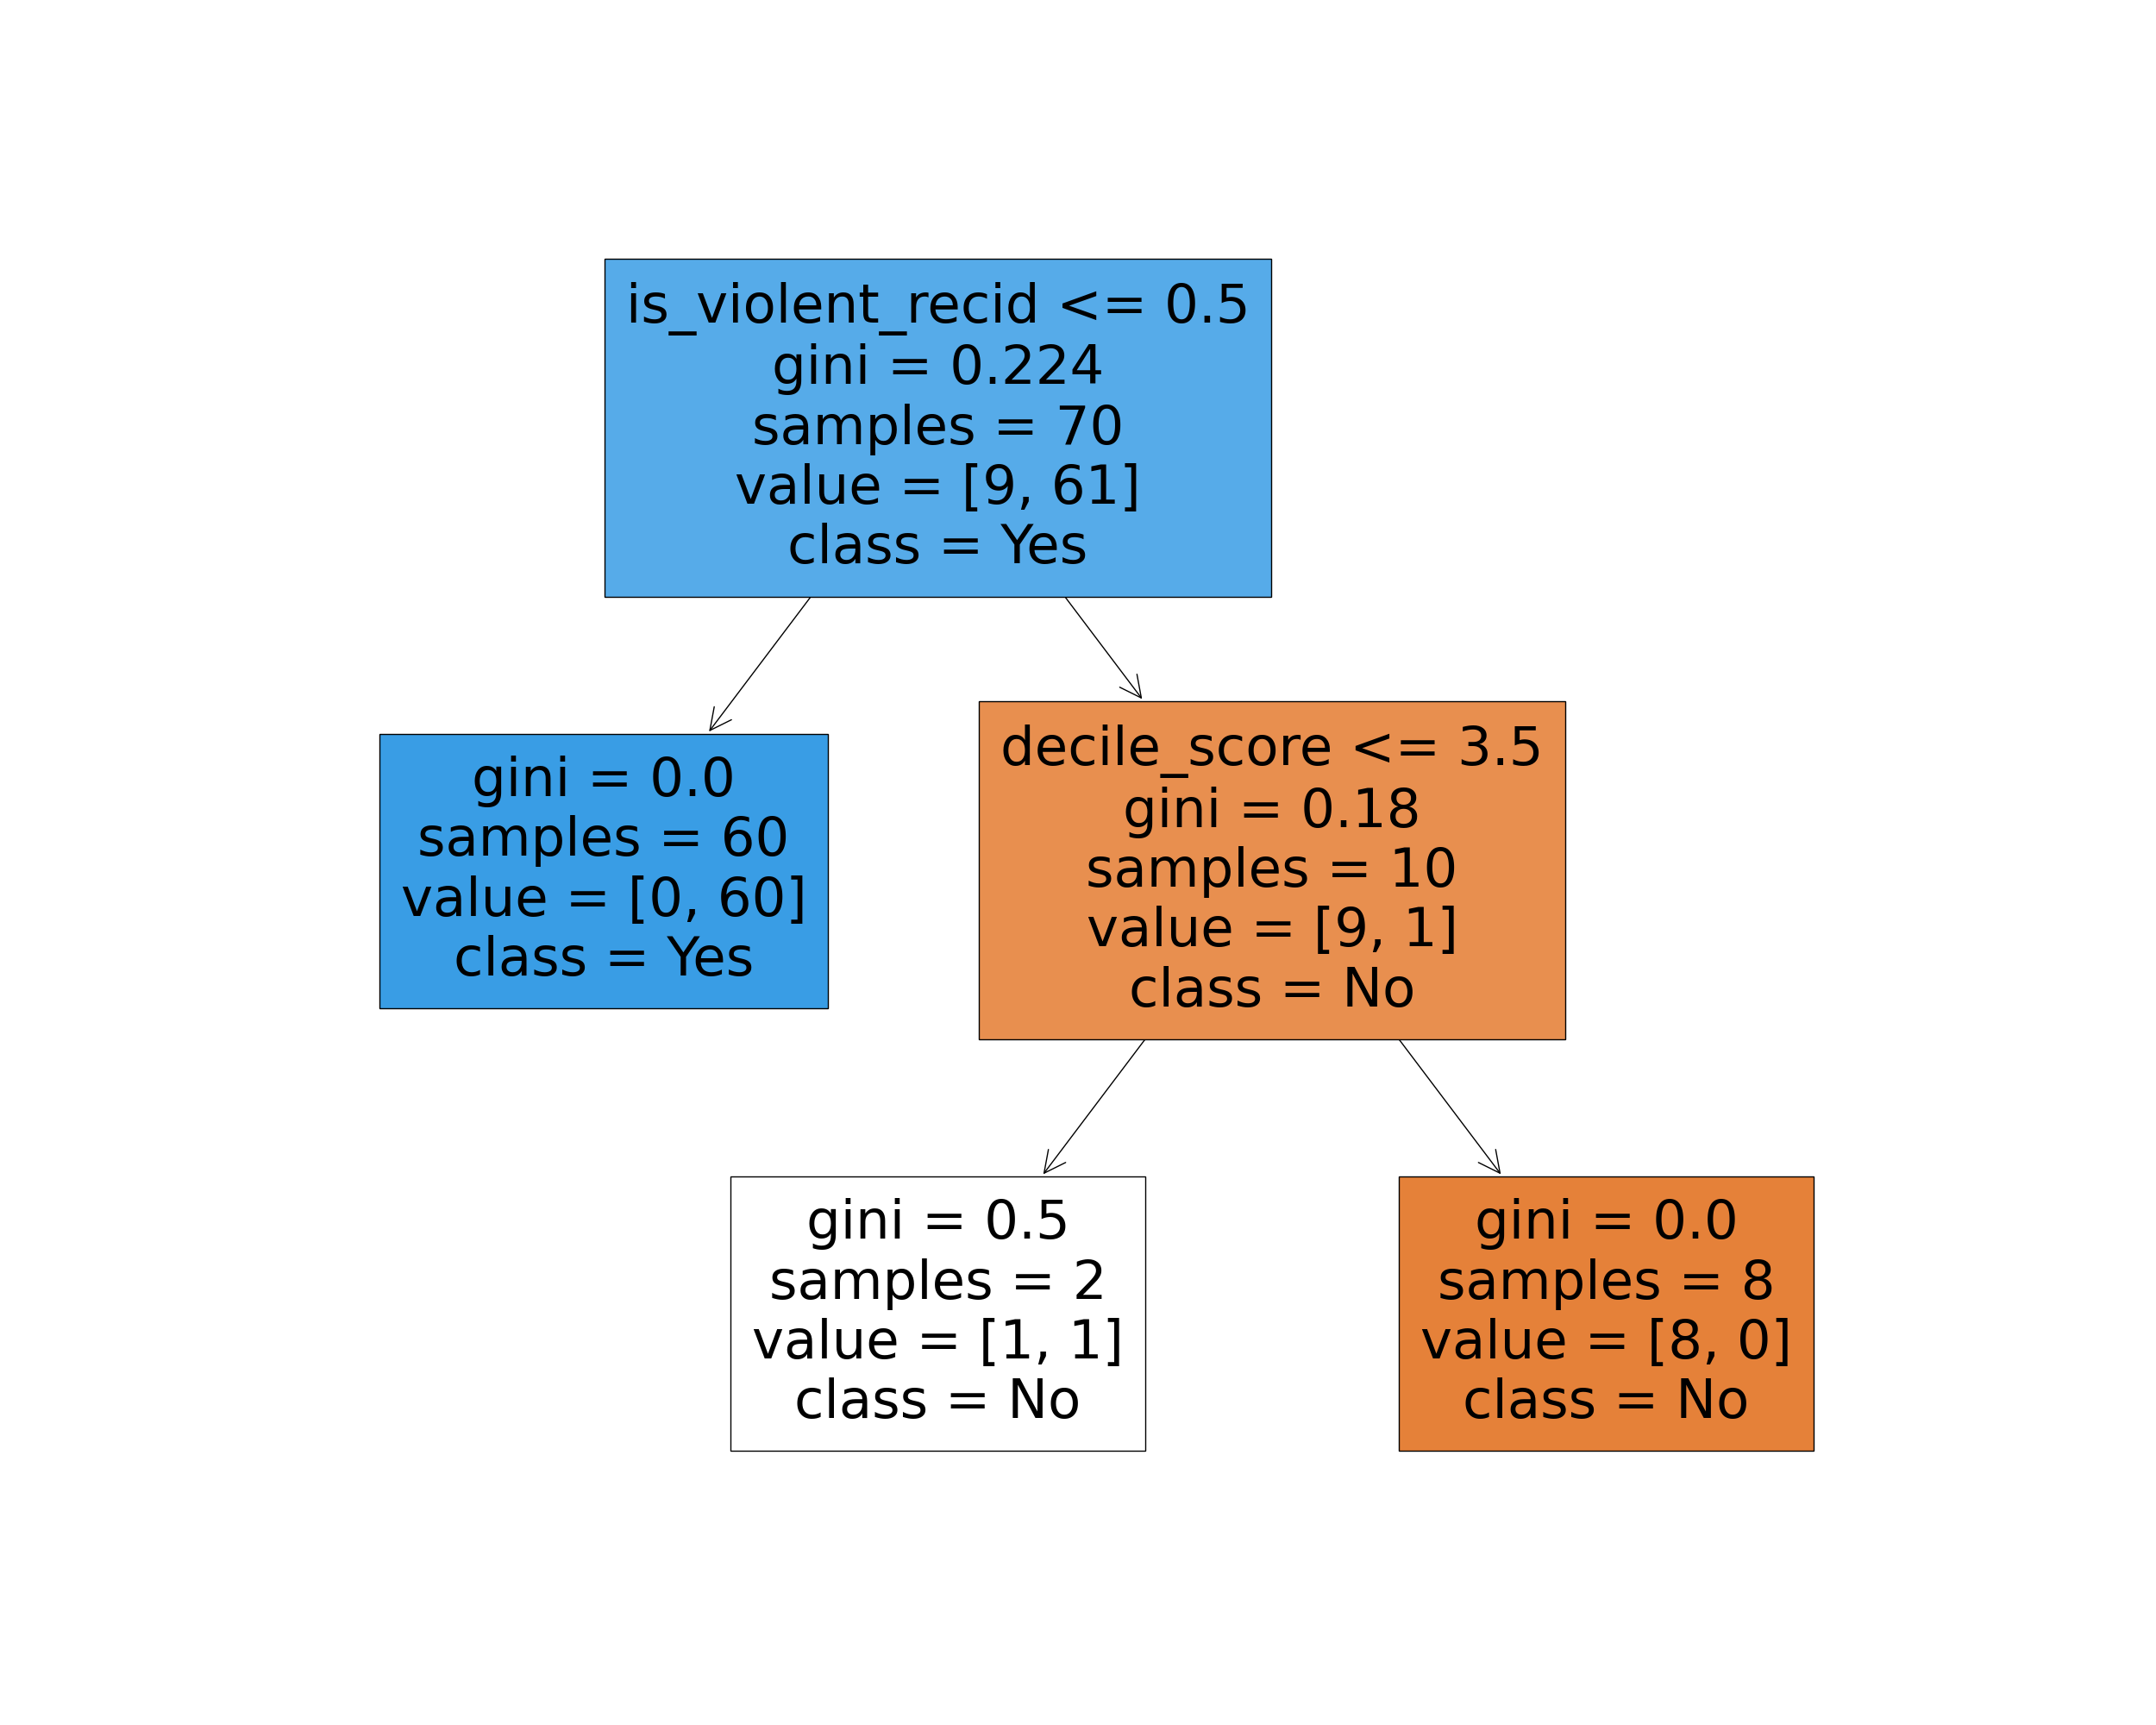 is_violent_recid <= 0.5
gini = 0.224
samples = 70
value = [9, 61]
class = Yes
gini = 0.0
samples = 60
value = [0, 60]
class = Yes
decile_score <= 3.5
gini = 0.18
samples = 10
value = [9, 1]
class = No
gini = 0.5
samples = 2
value = [1, 1]
class = No
gini = 0.0
samples = 8
value = [8, 0]
class = No